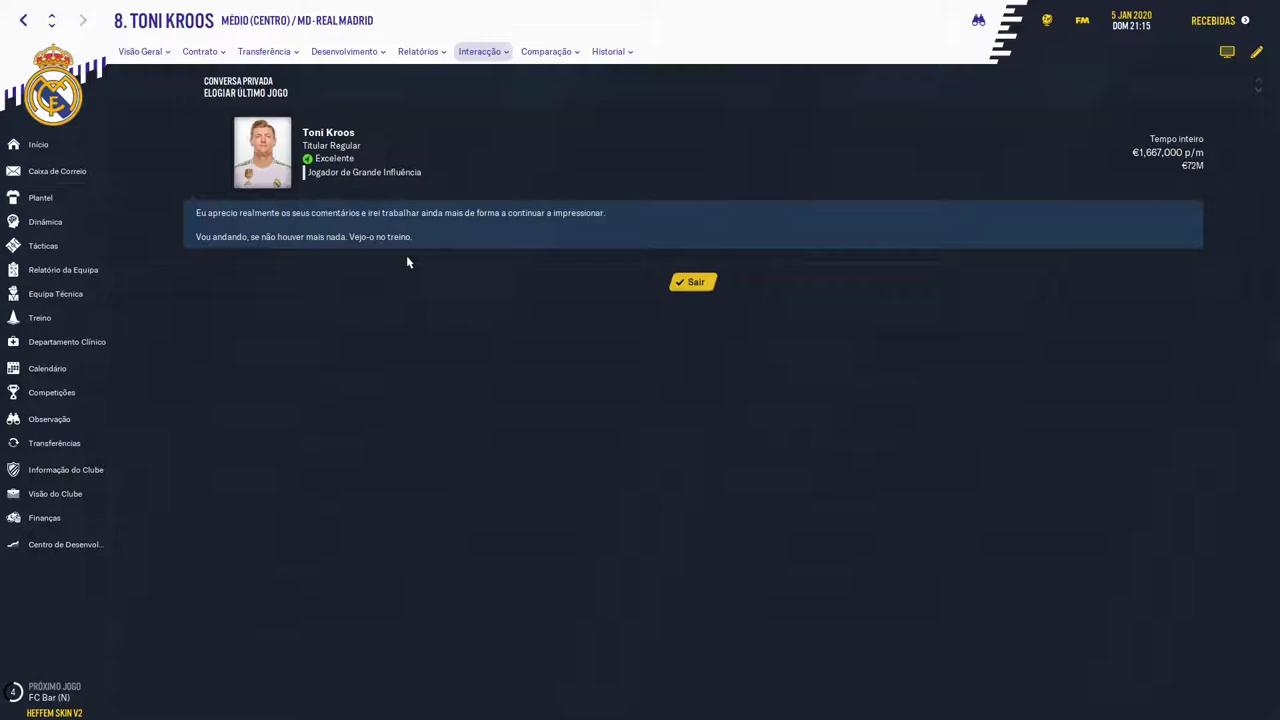 8. TONI KROOS MÉDIO (CENTRO) / MD - REAL MADRID
5 JAN 2020
DOM 21:15
FM
RECEBIDAS
Visão Geral
Contrato
Transferência
Desenvolvimento
Relatórios
Interacção
Comparação
Historial
CONVERSA PRIVADA
ELOGIAR ÚLTIMO JOGO
Toni Kroos
Titular Regular
Excelente
Jogador de Grande Influência
Tempo inteiro
€1,667,000 p/m
€72M
Eu aprecio realmente os seus comentários e irei trabalhar ainda mais de forma a continuar a impressionar.
Vou andando, se não houver mais nada. Vejo-o no treino.
Sair
Início
Caixa de Correio
Plantel
Dinâmica
Tácticas
Relatório da Equipa
Equipa Técnica
Treino
Departamento Clínico
Calendário
Competições
Observação
Transferências
Informação do Clube
Visão do Clube
Finanças
Centro de Desenvol...
4
PRÓXIMO JOGO
FC Bar (N)
HEFFEM SKIN V2